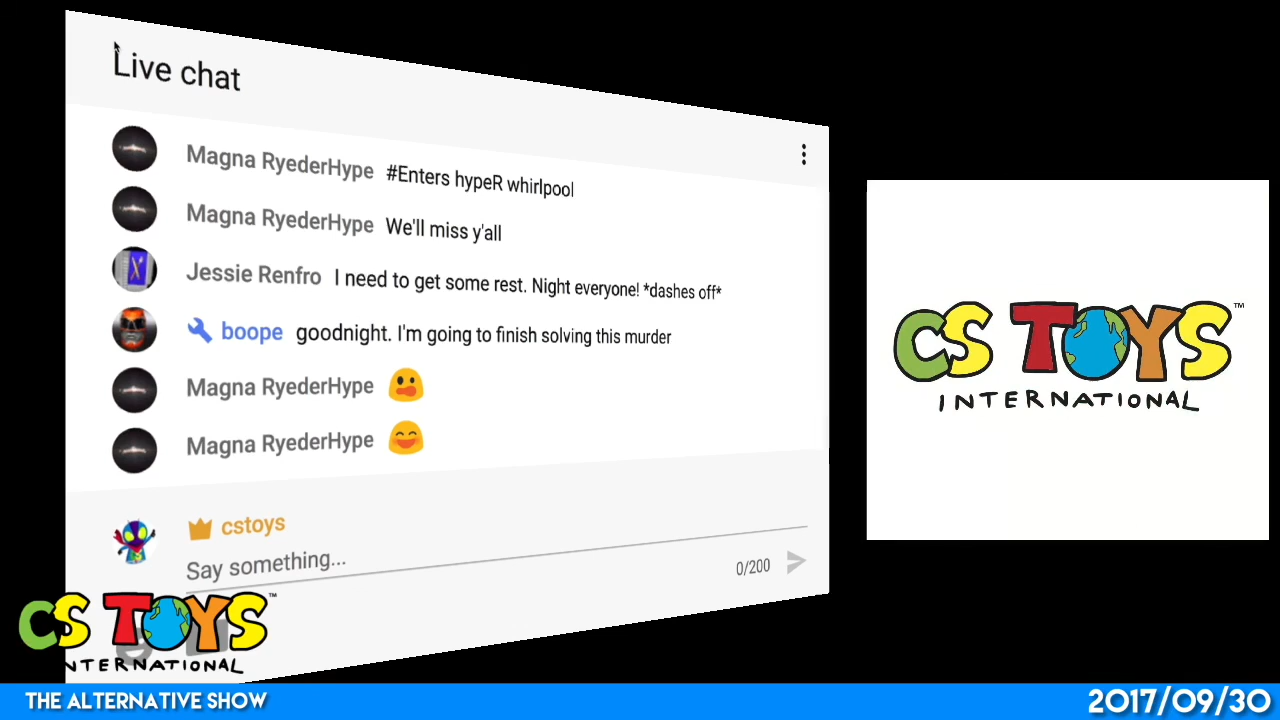 Live chat
Magna RyederHype #Enters hypeR whirlpool
Magna RyederHype We'll miss y'all
Jessie Renfro I need to get some rest. Night everyone! *dashes off*
boope goodnight. I'm going to finish solving this murder
Magna RyederHype
Magna RyederHype
cstoys
Say something...
0/200
CS TOYS™
INTERNATIONAL
CS TOYS™
INTERNATIONAL
THE ALTERNATIVE SHOW
2017/09/30